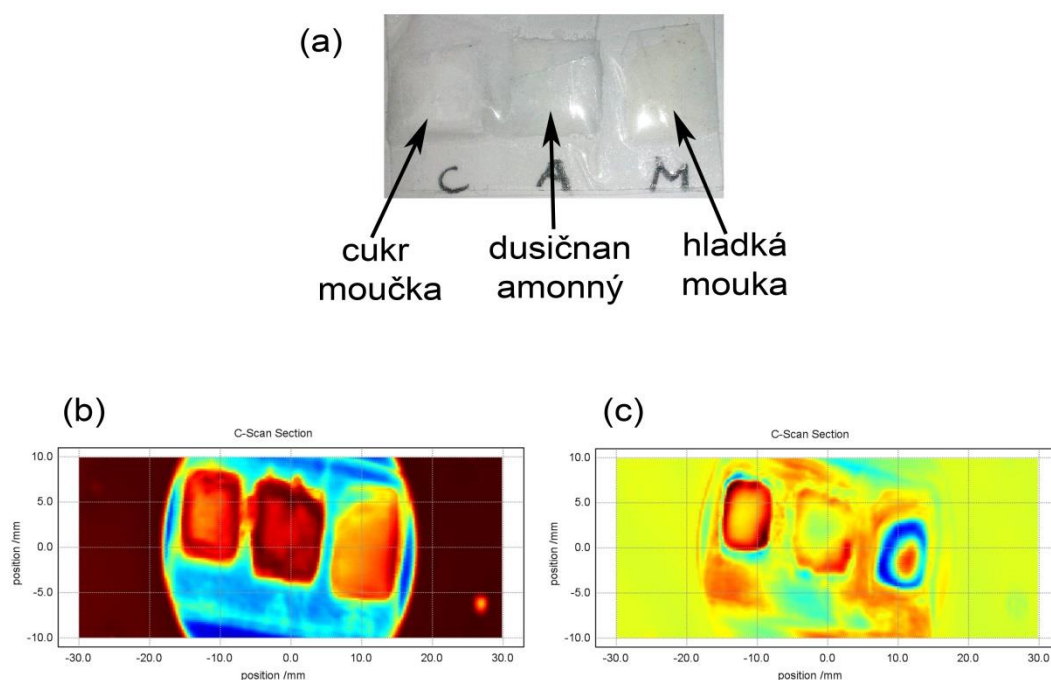 (a)
C A M
cukr
moučka
dusičnan
amonný
hladká
mouka
(b)
C-Scan Section
10.0
5.0
0.0
-5.0
-10.0
position /mm
-30.0 -20.0 -10.0 0.0 10.0 20.0 30.0
position /mm
(c)
C-Scan Section
10.0
5.0
0.0
-5.0
-10.0
position /mm
-30.0 -20.0 -10.0 0.0 10.0 20.0 30.0
position /mm